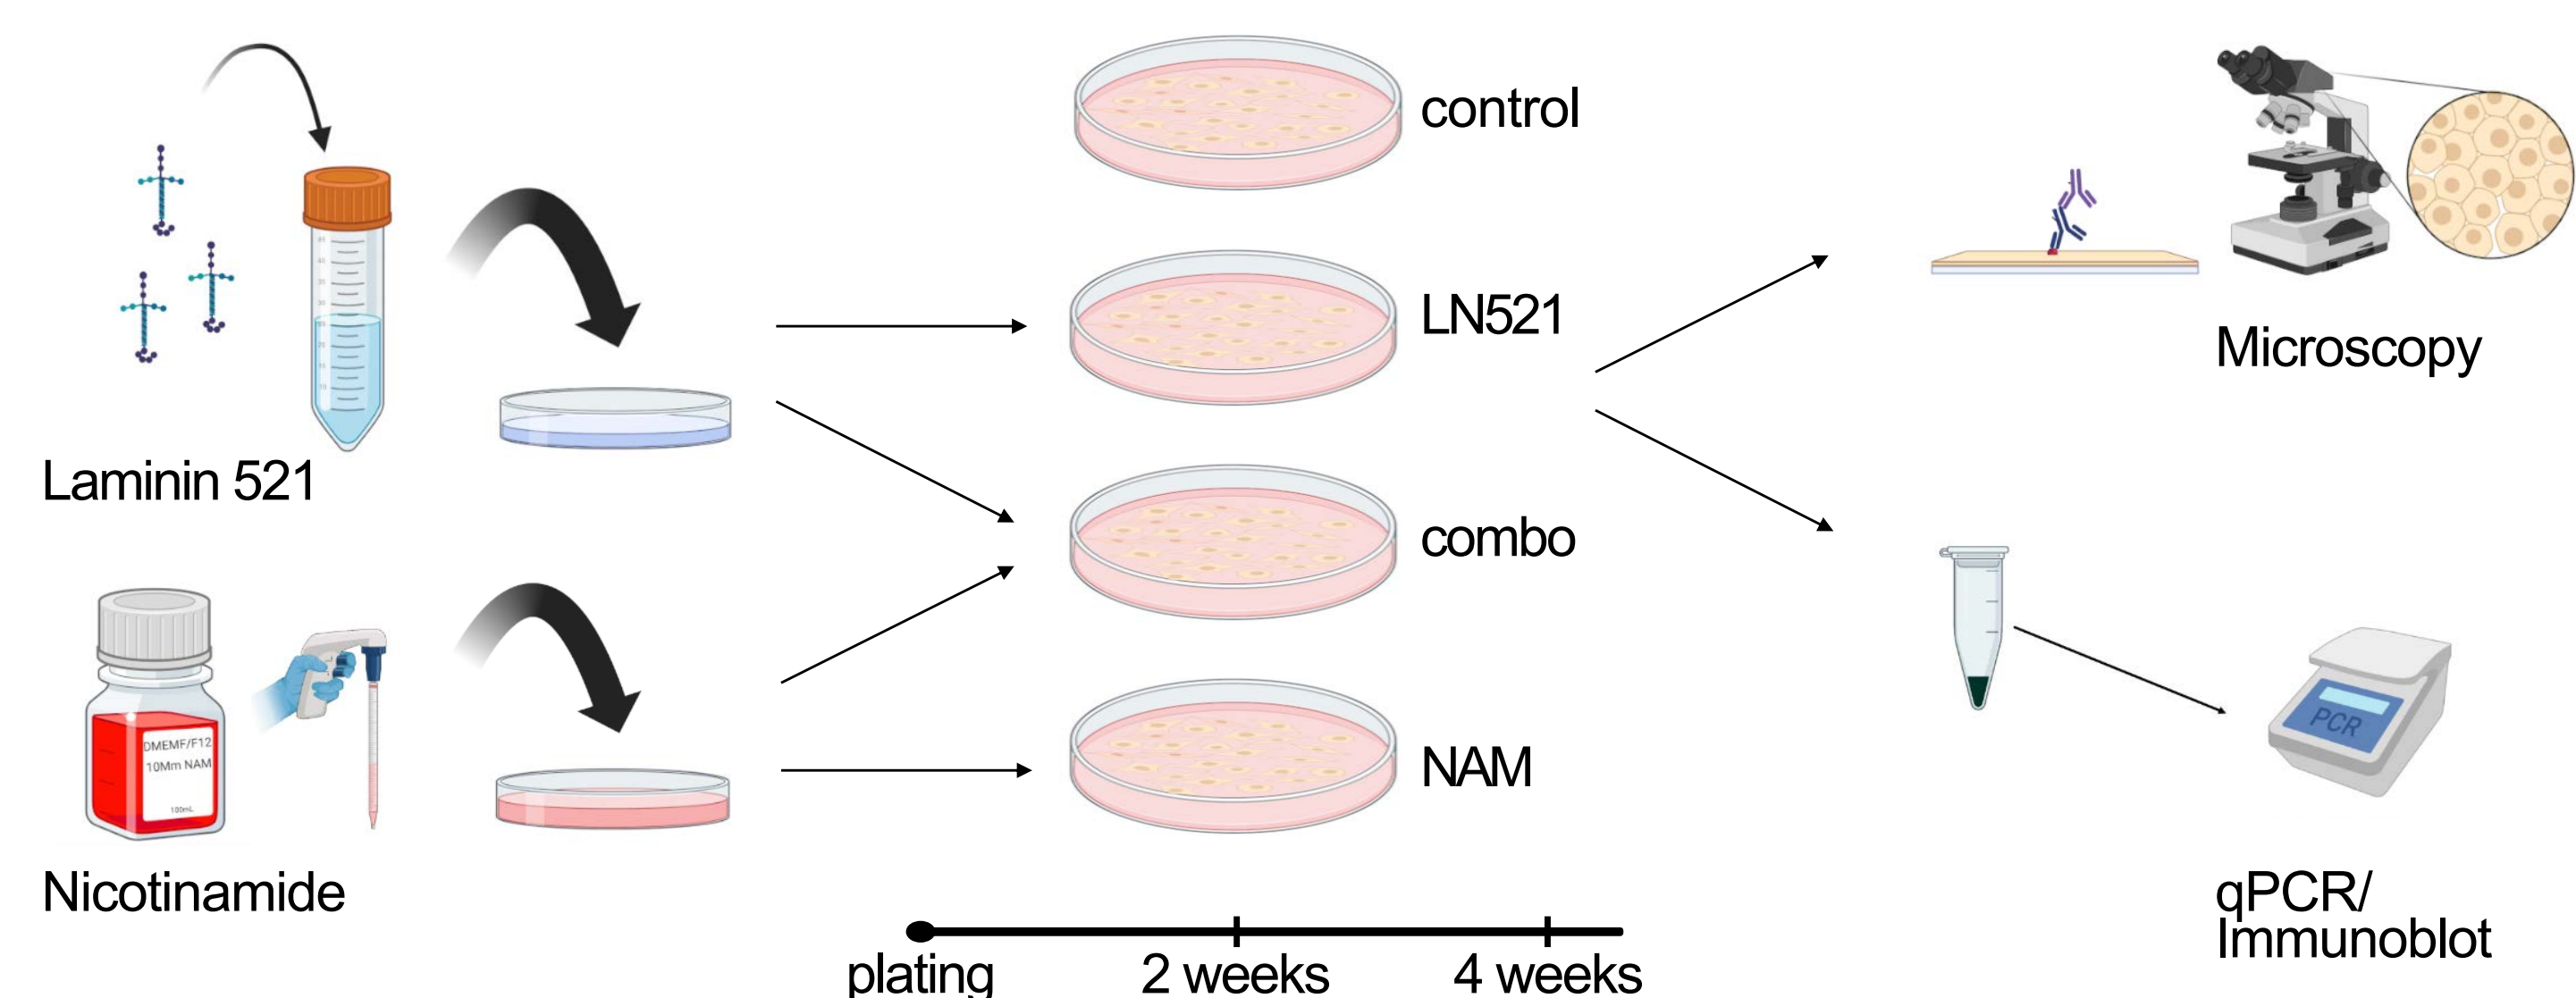 control
LN521
Microscopy
Laminin 521
combo
DMEMF/F12
10Mm NAM
100mL
NAM
PCR
Nicotinamide
qPCR/
Immunoblot
plating
2 weeks
4 weeks